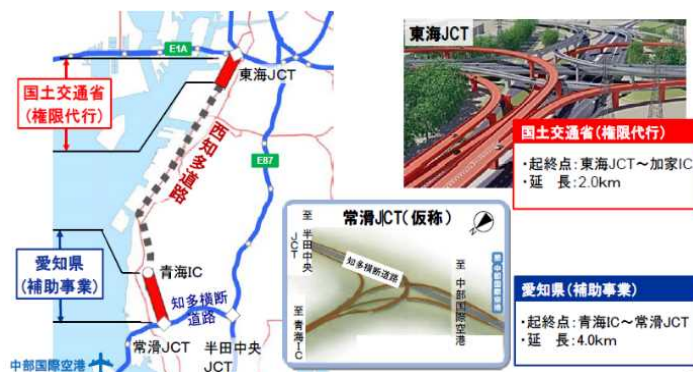 E1A
東海JCT
国土交通省
(権限代行)
西知多道路
E87
愛知県
(補助事業)
青海IC
知多横断
道路
常滑JCT
半田中央
JCT
中部国際空港
東海JCT
国土交通省(権限代行)
・起終点:東海JCT～加家IC
・延　長:2.0km
常滑JCT(仮称)
至 半田中央JCT
知多横断道路
至 中部国際空港
至 青海IC
愛知県(補助事業)
・起終点:青海IC～常滑JCT
・延　長:4.0km